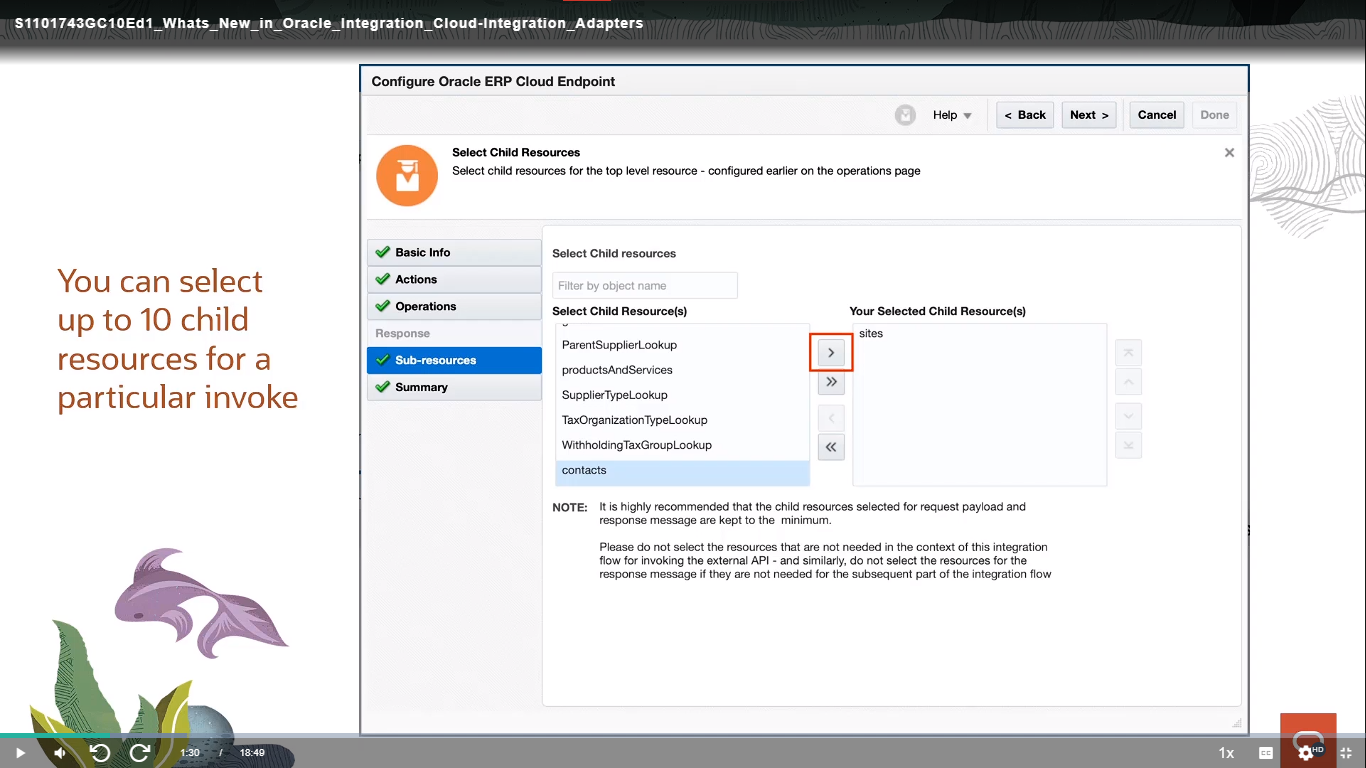 S1101743GC10Ed1_Whats_New_in_Oracle_Integration_Cloud-Integration_Adapters
Configure Oracle ERP Cloud Endpoint
Help
< Back
Next >
Cancel
Done
Select Child Resources
Select child resources for the top level resource - configured earlier on the operations page
You can select
up to 10 child
resources for a
particular invoke
Basic Info
Actions
Operations
Response
Sub-resources
Summary
Select Child resources
Filter by object name
Select Child Resource(s)
ParentSupplierLookup
productsAndServices
SupplierTypeLookup
TaxOrganizationTypeLookup
WithholdingTaxGroupLookup
contacts
Your Selected Child Resource(s)
sites
NOTE: It is highly recommended that the child resources selected for request payload and
response message are kept to the minimum.
Please do not select the resources that are not needed in the context of this integration
flow for invoking the external API - and similarly, do not select the resources for the
response message if they are not needed for the subsequent part of the integration flow
1:30 / 18:49
1x
CC
HD